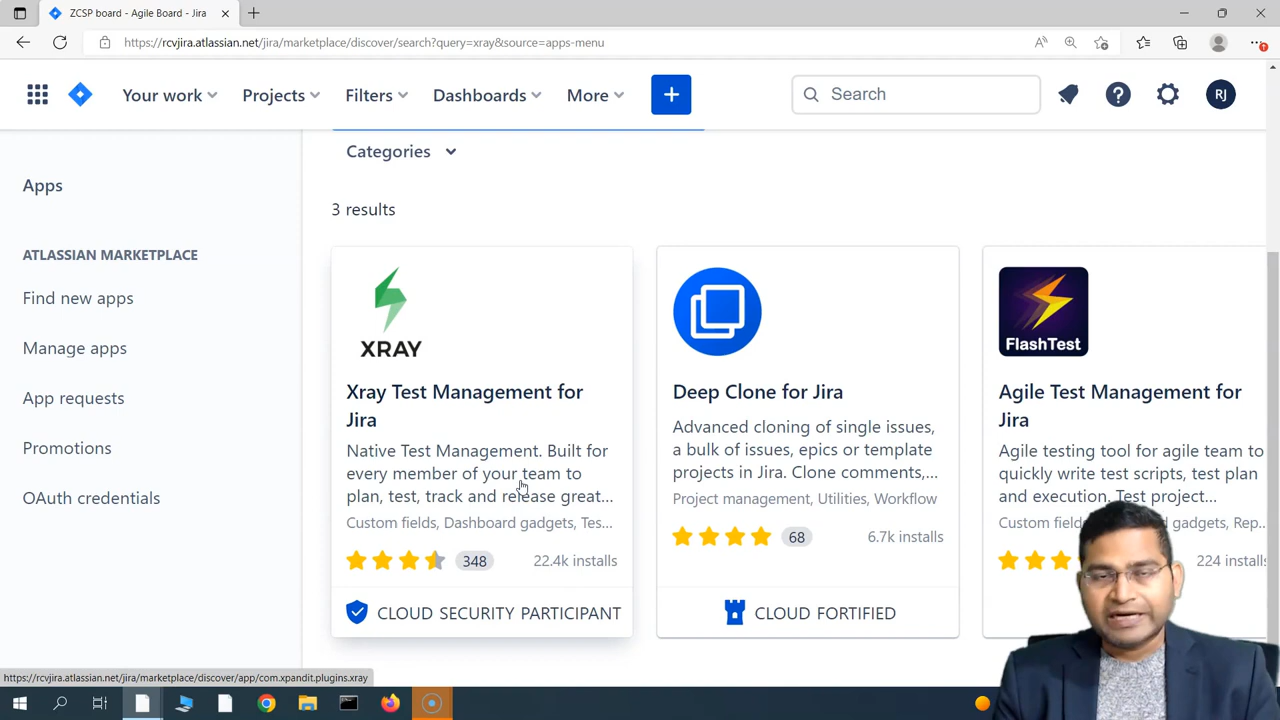 ZCSP board - Agile Board - Jira
https://rcvjira.atlassian.net/jira/marketplace/discover/search?query=xray&source=apps-menu
Your work Projects Filters Dashboards More Search RJ
Categories
Apps
3 results
ATLASSIAN MARKETPLACE
Find new apps
Manage apps
App requests
Promotions
OAuth credentials
XRAY
Xray Test Management for
Jira
Native Test Management. Built for
every member of your team to
plan, test, track and release great...
Custom fields, Dashboard gadgets, Tes...
348 22.4k installs
CLOUD SECURITY PARTICIPANT
Deep Clone for Jira
Advanced cloning of single issues,
a bulk of issues, epics or template
projects in Jira. Clone comments,...
Project management, Utilities, Workflow
68 6.7k installs
CLOUD FORTIFIED
FlashTest
Agile Test Management for
Jira
Agile testing tool for agile team to
quickly write test scripts, test plan
and execution. Test project...
Custom gadgets, Rep...
224 installs
https://rcvjira.atlassian.net/jira/marketplace/discover/app/com.xpandit.plugins.xray